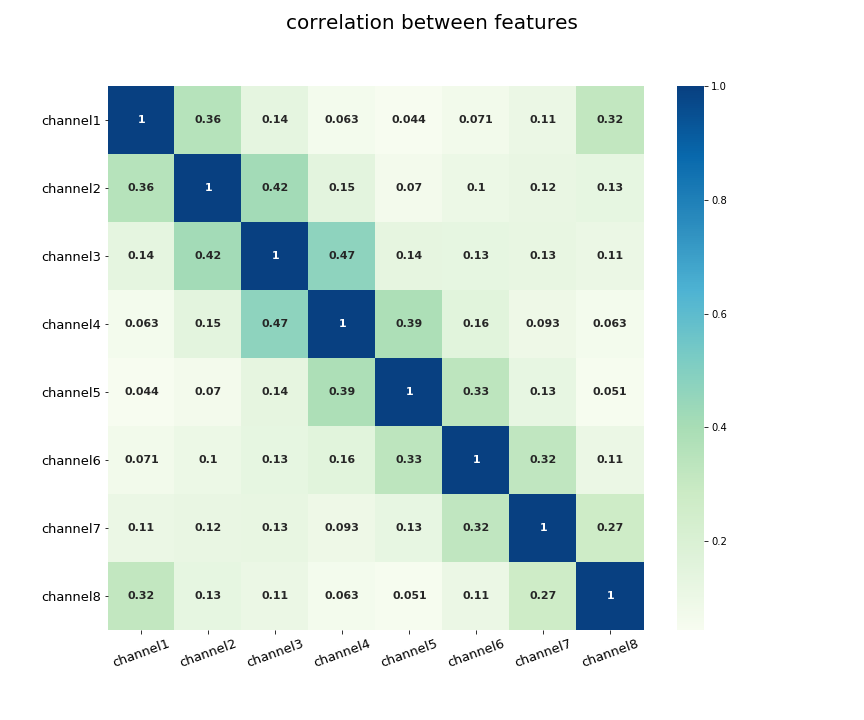 correlation between features
channel1 1 0.36 0.14 0.063 0.044 0.071 0.11 0.32
channel2 0.36 1 0.42 0.15 0.07 0.1 0.12 0.13
channel3 0.14 0.42 1 0.47 0.14 0.13 0.13 0.11
channel4 0.063 0.15 0.47 1 0.39 0.16 0.093 0.063
channel5 0.044 0.07 0.14 0.39 1 0.33 0.13 0.051
channel6 0.071 0.1 0.13 0.16 0.33 1 0.32 0.11
channel7 0.11 0.12 0.13 0.093 0.13 0.32 1 0.27
channel8 0.32 0.13 0.11 0.063 0.051 0.11 0.27 1
channel1 channel2 channel3 channel4 channel5 channel6 channel7 channel8
1.0
0.8
0.6
0.4
0.2